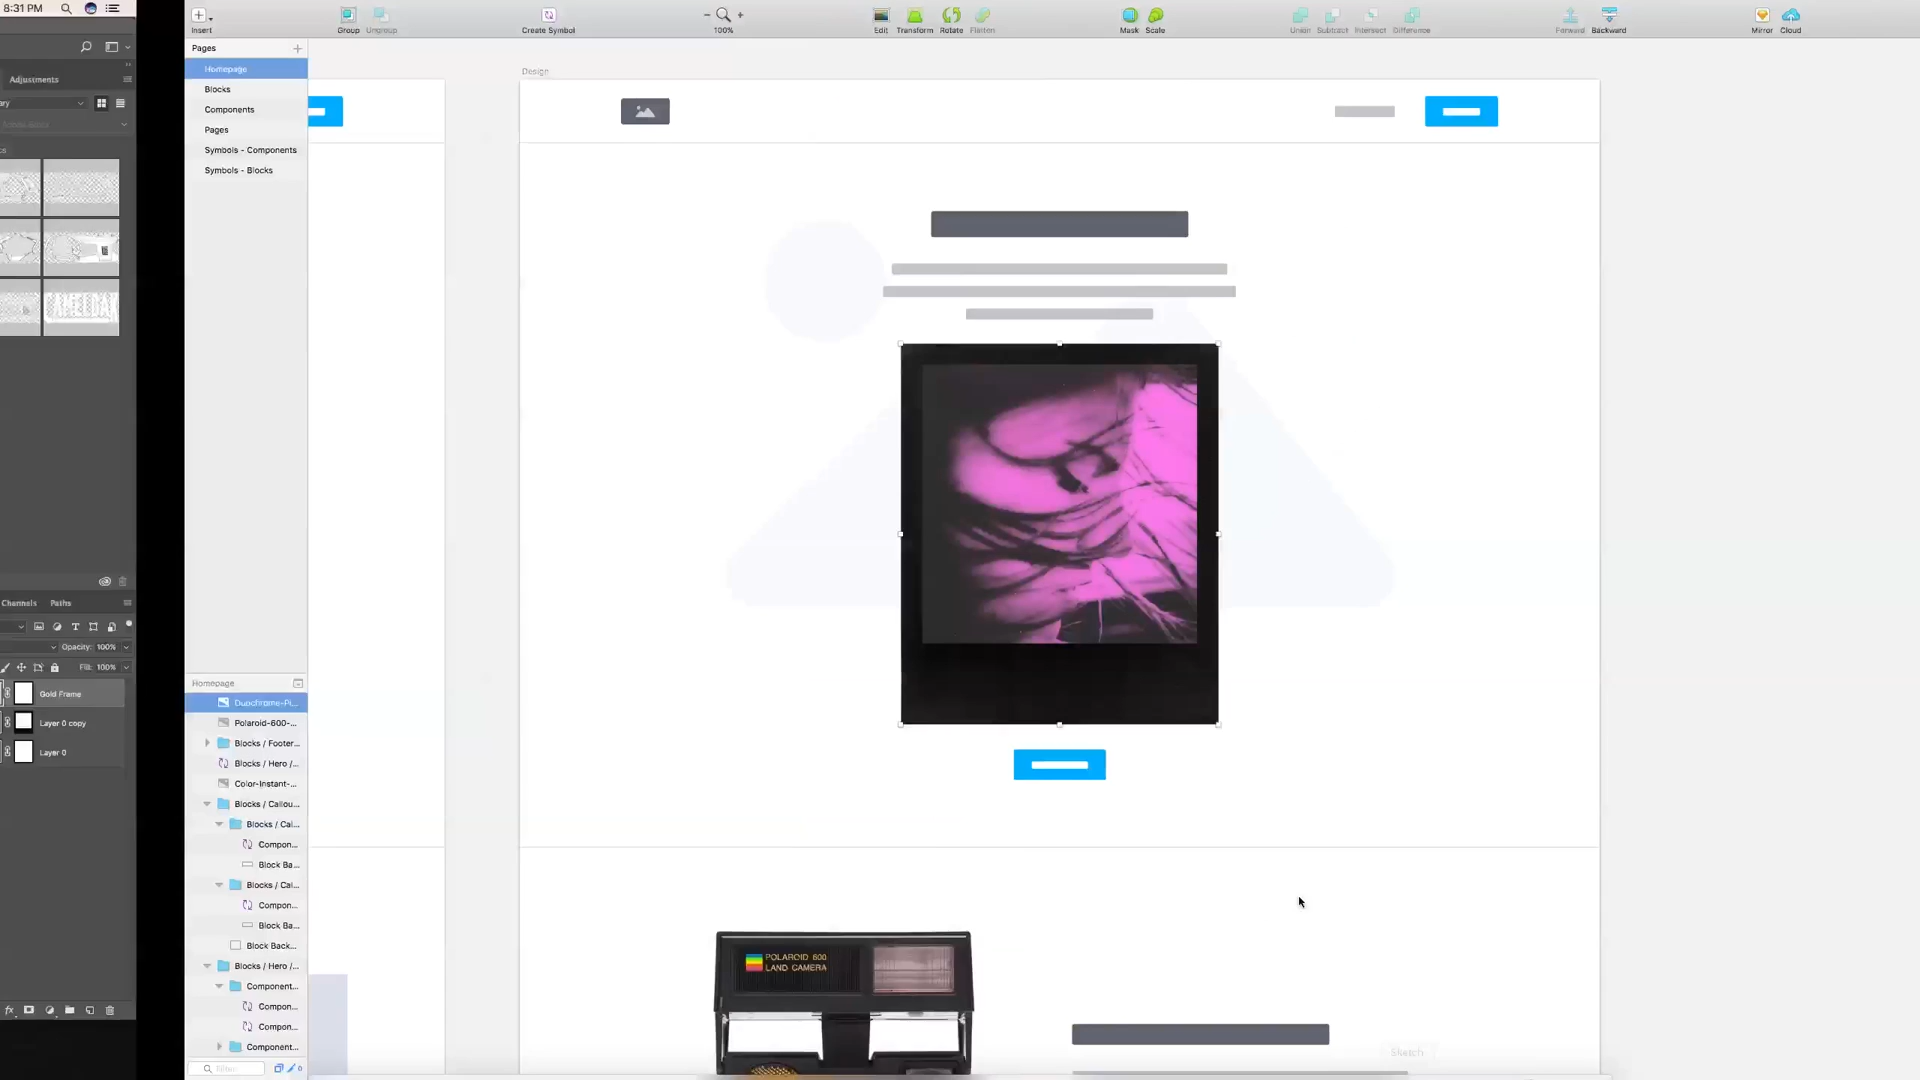 8:31 PM
Insert
Group
Ungroup
Create Symbol
100%
Edit
Transform
Rotate
Flatten
Mask
Scale
Union
Subtract
Intersect
Difference
Forward
Backward
Mirror
Cloud
Adjustments
Pages
Homepage
Blocks
Components
Pages
Symbols - Components
Symbols - Blocks
Design
POLAROID 600
LAND CAMERA
Sketch
Channels
Paths
Opacity: 100%
Fill: 100%
Gold Frame
Layer 0 copy
Layer 0
fx
Homepage
Duochrome-Pi...
Polaroid-600-...
Blocks / Footer...
Blocks / Hero /...
Color-Instant-...
Blocks / Callou...
Blocks / Cal...
Compon...
Block Ba...
Blocks / Cal...
Compon...
Block Ba...
Block Back...
Blocks / Hero /...
Component...
Compon...
Compon...
Component...
Filter